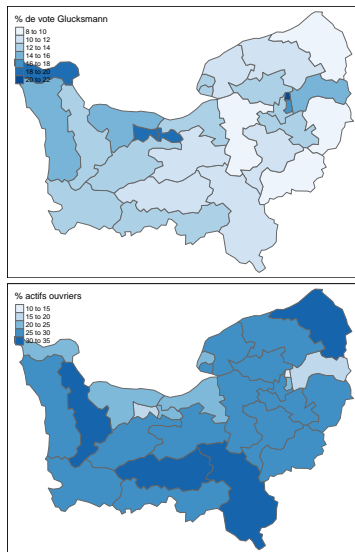 % de vote Glucksmann
8 to 10
10 to 12
12 to 14
14 to 16
16 to 18
18 to 20
20 to 22
% actifs ouvriers
10 to 15
15 to 20
20 to 25
25 to 30
30 to 35